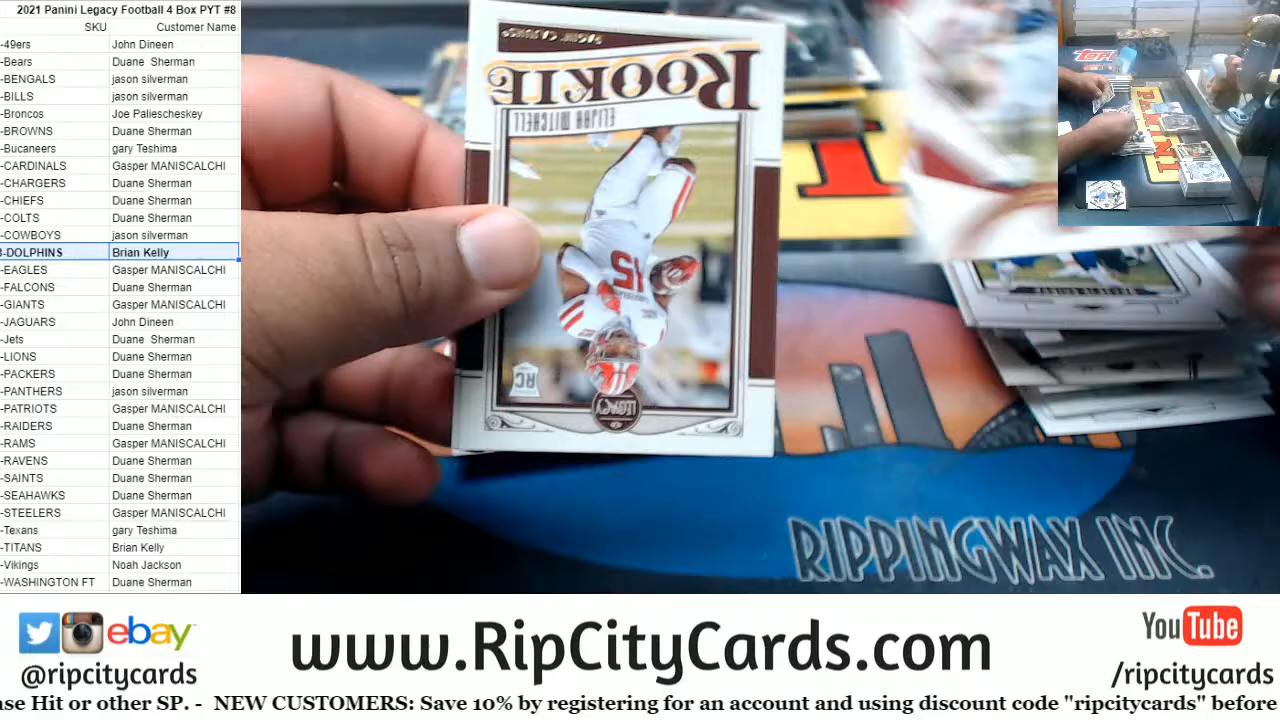 2021 Panini Legacy Football 4 Box PYT #8
SKU Customer Name
-49ers John Dineen
-Bears Duane Sherman
-BENGALS jason silverman
-BILLS jason silverman
-Broncos Joe Paliescheskey
-BROWNS Duane Sherman
-Bucaneers gary Teshima
-CARDINALS Gasper MANISCALCHI
-CHARGERS Duane Sherman
-CHIEFS Duane Sherman
-COLTS Duane Sherman
-COWBOYS jason silverman
-DOLPHINS Brian Kelly
-EAGLES Gasper MANISCALCHI
-FALCONS Duane Sherman
-GIANTS Gasper MANISCALCHI
-JAGUARS John Dineen
-Jets Duane Sherman
-LIONS Duane Sherman
-PACKERS Duane Sherman
-PANTHERS jason silverman
-PATRIOTS Gasper MANISCALCHI
-RAIDERS Duane Sherman
-RAMS Gasper MANISCALCHI
-RAVENS Duane Sherman
-SAINTS Duane Sherman
-SEAHAWKS Duane Sherman
-STEELERS Gasper MANISCALCHI
-Texans gary Teshima
-TITANS Brian Kelly
-Vikings Noah Jackson
-WASHINGTON FT Duane Sherman
RAGIN' CAJUNS
ROOKIE
ELIJAH MITCHELL
15
RC
LEGACY
TOPPS
PANINI
RIPPINGWAX INC.
ebay
@ripcitycards
www.RipCityCards.com
YouTube
/ripcitycards
ase Hit or other SP. - NEW CUSTOMERS: Save 10% by registering for an account and using discount code "ripcitycards" before